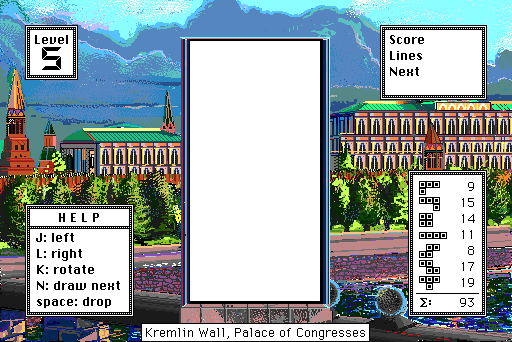 Level
5
Score
Lines
Next
HELP
J: left
L: right
K: rotate
N: draw next
space: drop
9
15
14
11
8
17
19
Σ: 93
Kremlin Wall, Palace of Congresses